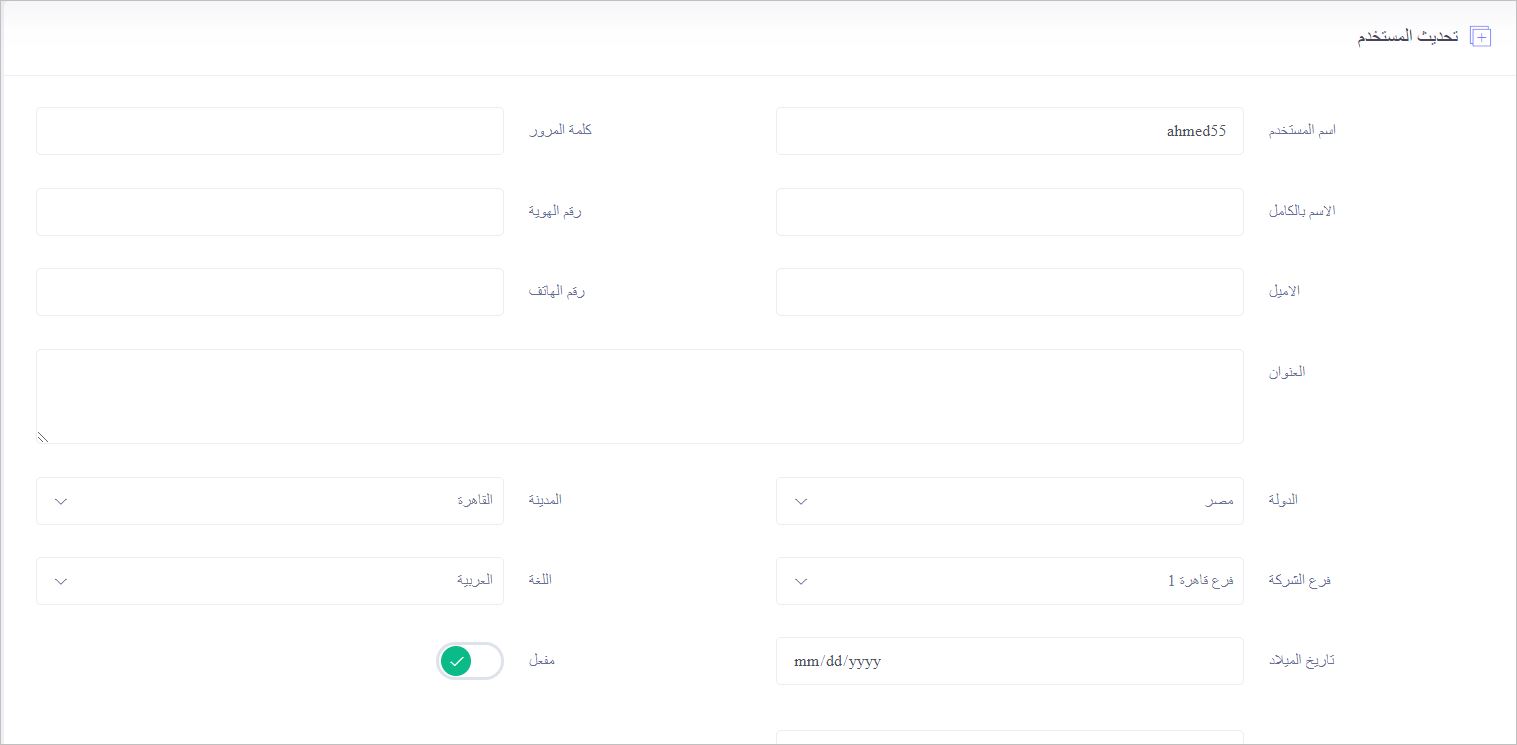 تحديث المستخدم
اسم المستخدم ahmed55 كلمة المرور
الاسم بالكامل رقم الهوية
الاميل رقم الهاتف
العنوان
الدولة مصر المدينة القاهرة
فرع الشركة فرع قاهرة 1 اللغة العربية
تاريخ الميلاد mm/dd/yyyy مفعل